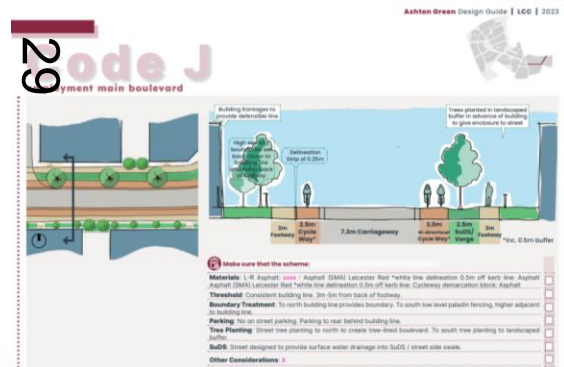 Ashton Green Design Guide | LCC | 2023
29
Code J
yment main boulevard
Building frontages to
provide defensible line
Trees planted in landscaped
buffer in advance of building
to give enclosure to street
Delineation
Strip of 0.25m
2m
Footway
2.5m
Cycle
Way*
7.3m Carriageway
3.0m
Bi-directional
Cycle Way*
2.5m
SuDS/
Verge
2m
Footway
*inc. 0.5m buffer
Make sure that the scheme:
Materials: L-R Asphalt: xxxx : Asphalt (SMA) Leicester Red *white line delineation 0.5m off kerb line: Asphalt
Asphalt (SMA) Leicester Red *white line delineation 0.5m off kerb line: Cycleway demarcation block: Asphalt
Threshold: Consistent building line. 3m-5m from back of footway.
Boundary Treatment: To north building line provides boundary. To south low level paladin fencing, higher adjacent
to building line.
Parking: No on street parking. Parking to rear behind building line.
Tree Planting: Street tree planting to north to create tree-lined boulevard. To south tree planting to landscaped
buffer.
SuDS: Street designed to provide surface water drainage into SuDS / street side swale.
Other Considerations: X